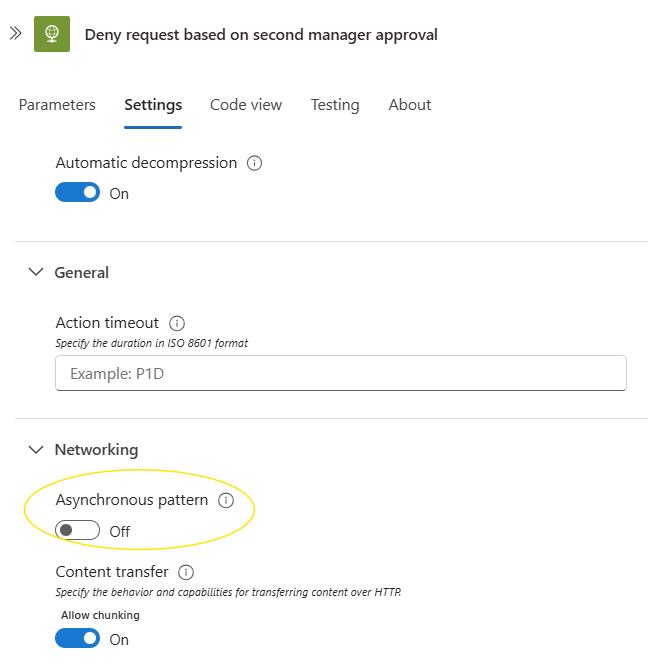 Deny request based on second manager approval
Parameters Settings Code view Testing About
Automatic decompression
On
General
Action timeout
Specify the duration in ISO 8601 format
Example: P1D
Networking
Asynchronous pattern
Off
Content transfer
Specify the behavior and capabilities for transferring content over HTTP.
Allow chunking
On